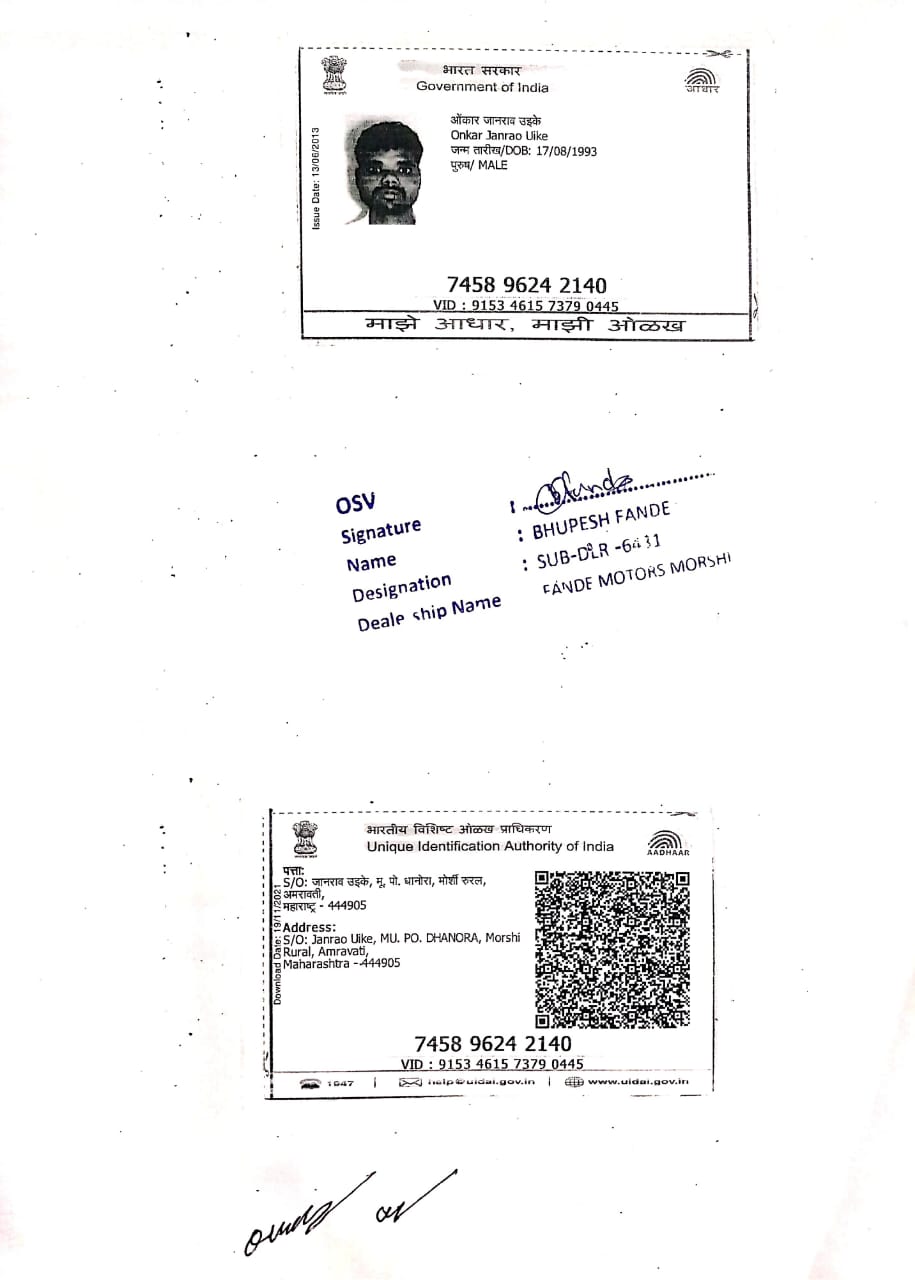 भारत सरकार
Government of India
आधार
Issue Date: 13/06/2013
ओंकार जानराव उइके
Onkar Janrao Uike
जन्म तारीख/DOB: 17/08/1993
पुरुष/ MALE
7458 9624 2140
VID : 9153 4615 7379 0445
माझे आधार, माझी ओळख
OSV
Signature :
Name : BHUPESH FANDE
Designation : SUB-DLR -6431
Dealership Name FANDE MOTORS MORSHI
भारतीय विशिष्ट ओळख प्राधिकरण
Unique Identification Authority of India
AADHAAR
Download Date: 19/11/2021
पत्ता:
S/O: जानराव उइके, मू. पो. धानोरा, मोर्शी रुरल,
अमरावती,
महाराष्ट्र - 444905
Address:
S/O: Janrao Uike, MU. PO. DHANORA, Morshi
Rural, Amravati,
Maharashtra - 444905
7458 9624 2140
VID : 9153 4615 7379 0445
1947 | help@uidai.gov.in | www.uidai.gov.in